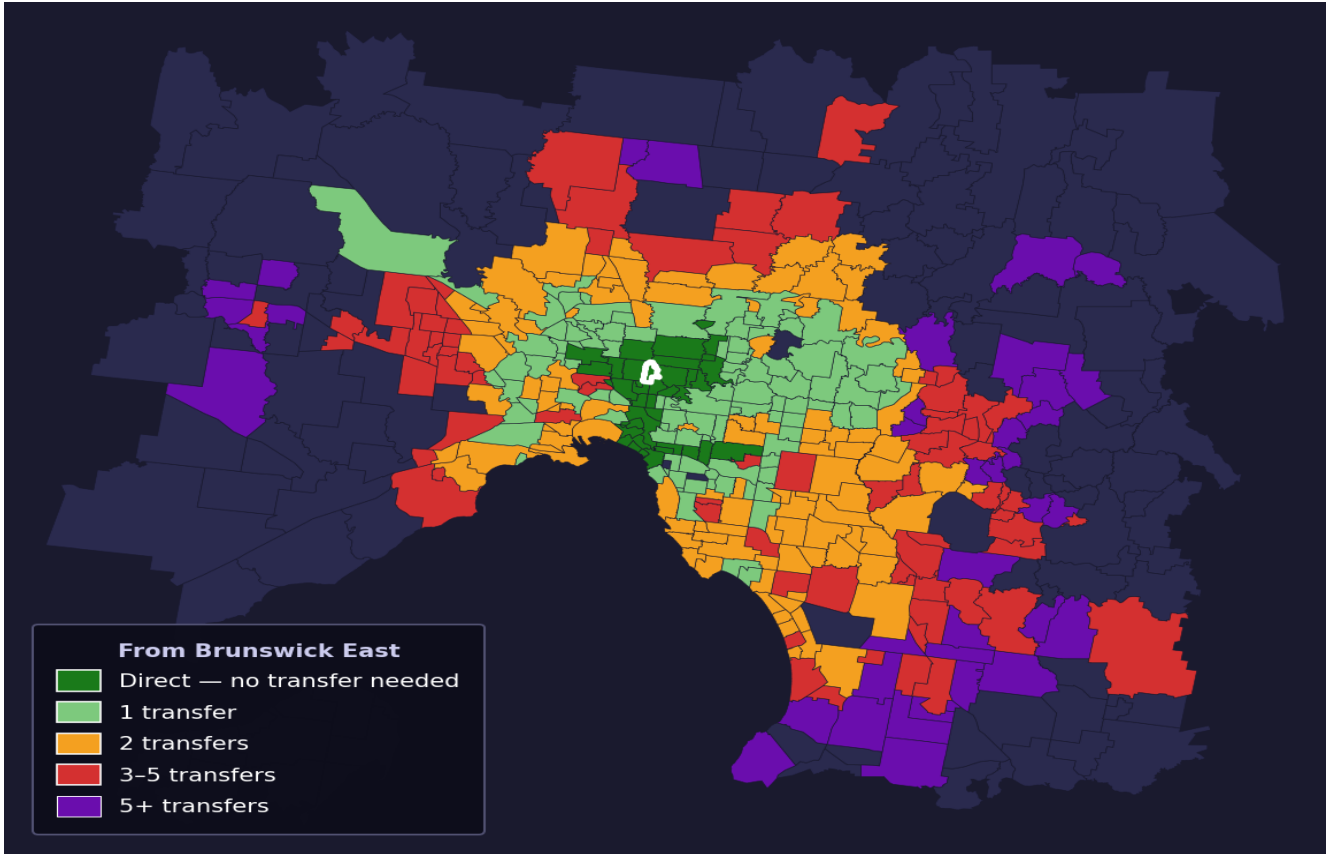 From Brunswick East
Direct — no transfer needed
1 transfer
2 transfers
3–5 transfers
5+ transfers